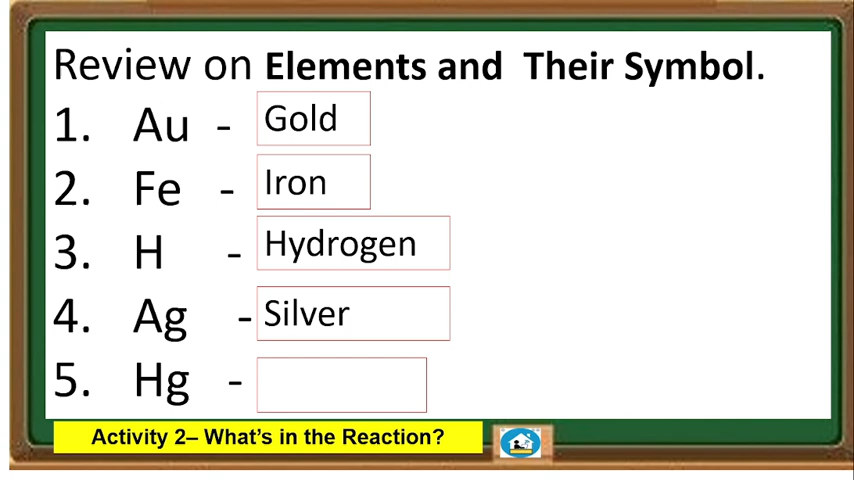 Review on Elements and Their Symbol.
1. Au - Gold
2. Fe - Iron
3. H - Hydrogen
4. Ag - Silver
5. Hg -
Activity 2– What's in the Reaction?